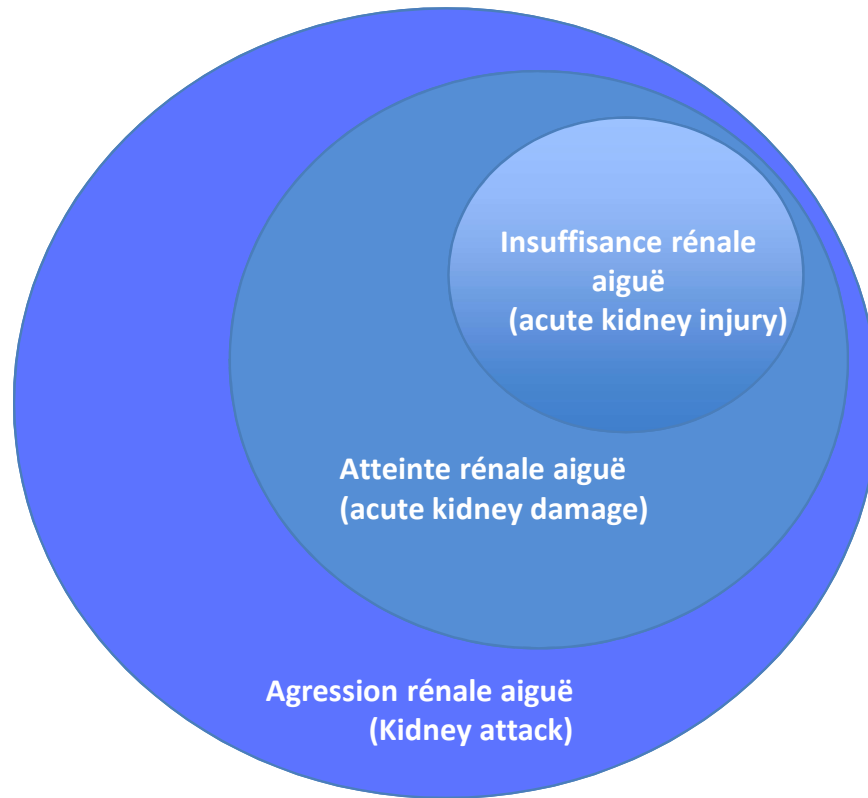 Insuffisance rénale
aiguë
(acute kidney injury)
Atteinte rénale aiguë
(acute kidney damage)
Agression rénale aiguë
(Kidney attack)